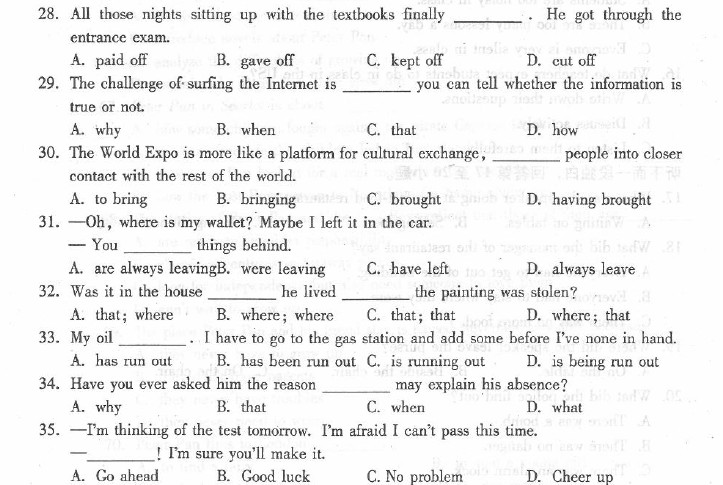 28. All those nights sitting up with the textbooks finally ________ . He got through the
entrance exam.
A. paid off B. gave off C. kept off D. cut off
29. The challenge of surfing the Internet is ________ you can tell whether the information is
true or not.
A. why B. when C. that D. how
30. The World Expo is more like a platform for cultural exchange, ________ people into closer
contact with the rest of the world.
A. to bring B. bringing C. brought D. having brought
31. —Oh, where is my wallet? Maybe I left it in the car.
— You ________ things behind.
A. are always leavingB. were leaving C. have left D. always leave
32. Was it in the house ________ he lived ________ the painting was stolen?
A. that; where B. where; where C. that; that D. where; that
33. My oil ________ . I have to go to the gas station and add some before I've none in hand.
A. has run out B. has been run out C. is running out D. is being run out
34. Have you ever asked him the reason ________ may explain his absence?
A. why B. that C. when D. what
35. —I'm thinking of the test tomorrow. I'm afraid I can't pass this time.
—________! I'm sure you'll make it.
A. Go ahead B. Good luck C. No problem D. Cheer up